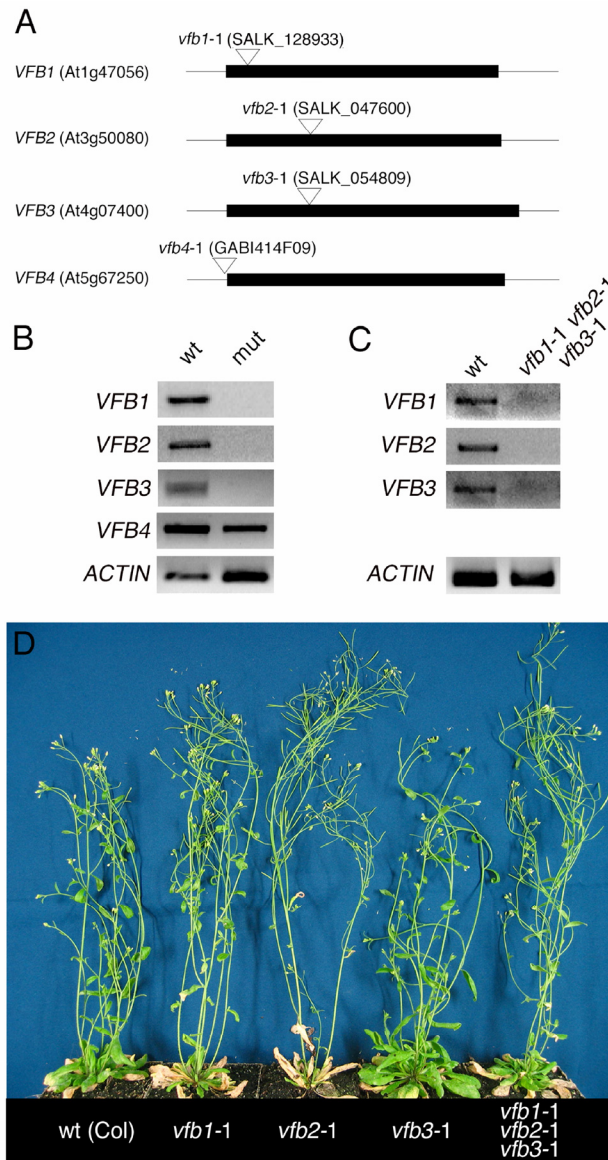 A
vfb1-1 (SALK_128933)
VFB1 (At1g47056)
vfb2-1 (SALK_047600)
VFB2 (At3g50080)
vfb3-1 (SALK_054809)
VFB3 (At4g07400)
vfb4-1 (GABI414F09)
VFB4 (At5g67250)
B
wt
mut
VFB1
VFB2
VFB3
VFB4
ACTIN
C
wt
vfb1-1 vfb2-1
vfb3-1
VFB1
VFB2
VFB3
ACTIN
D
wt (Col)
vfb1-1
vfb2-1
vfb3-1
vfb1-1
vfb2-1
vfb3-1